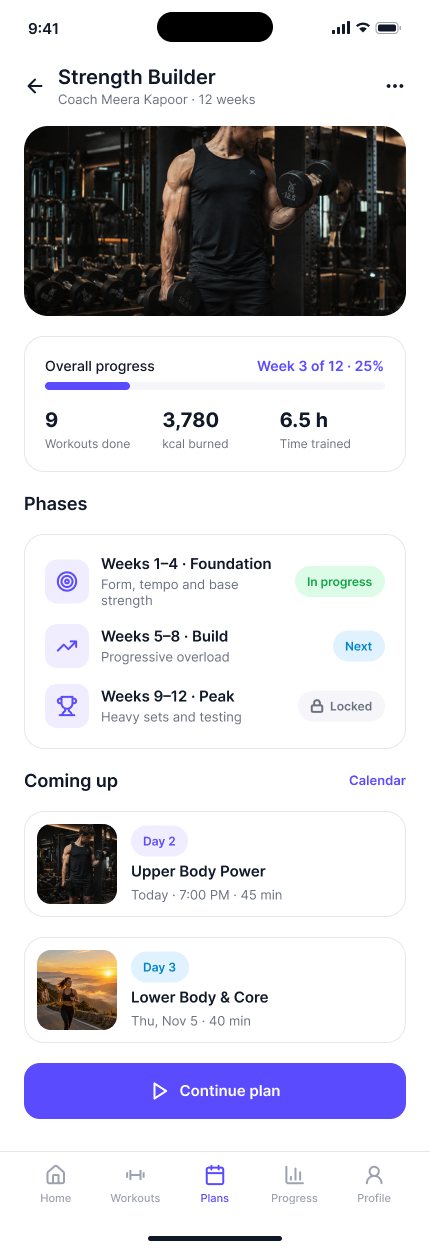 9:41
Strength Builder
Coach Meera Kapoor · 12 weeks
Overall progress
Week 3 of 12 · 25%
9
3,780
6.5 h
Workouts done
kcal burned
Time trained
Phases
Weeks 1–4 · Foundation
Form, tempo and base
strength
In progress
Weeks 5–8 · Build
Progressive overload
Next
Weeks 9–12 · Peak
Heavy sets and testing
Locked
Coming up
Calendar
Day 2
Upper Body Power
Today · 7:00 PM · 45 min
Day 3
Lower Body & Core
Thu, Nov 5 · 40 min
Continue plan
Home
Workouts
Plans
Progress
Profile